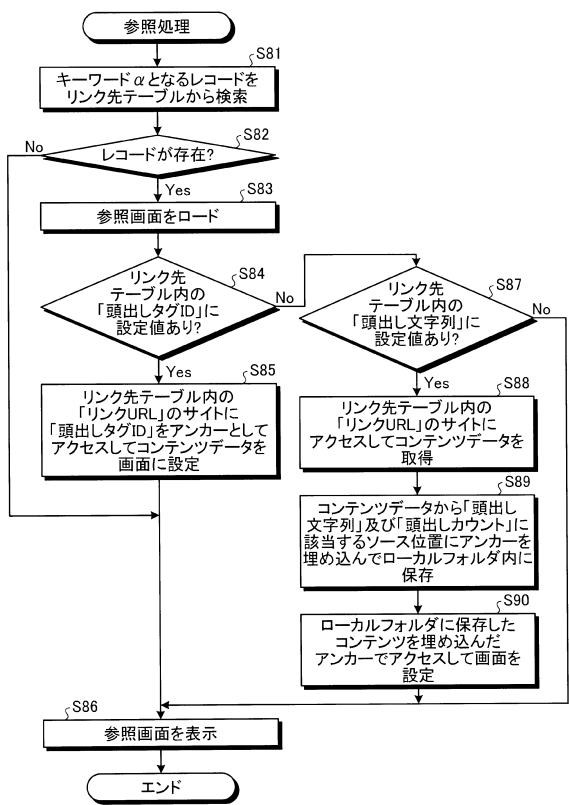 参照処理
S81
キーワードαとなるレコードを
リンク先テーブルから検索
S82
レコードが存在?
No
Yes
S83
参照画面をロード
S84
リンク先
テーブル内の
「頭出しタグID」に
設定値あり?
No
Yes
S85
リンク先テーブル内の
「リンクURL」のサイトに
「頭出しタグID」をアンカーとして
アクセスしてコンテンツデータを
画面に設定
S87
リンク先
テーブル内の
「頭出し文字列」に
設定値あり?
No
Yes
S88
リンク先テーブル内の
「リンクURL」のサイトに
アクセスしてコンテンツデータを
取得
S89
コンテンツデータから「頭出し
文字列」及び「頭出しカウント」に
該当するソース位置にアンカーを
埋め込んでローカルフォルダ内に
保存
S90
ローカルフォルダに保存した
コンテンツを埋め込んだ
アンカーでアクセスして画面を
設定
S86
参照画面を表示
エンド